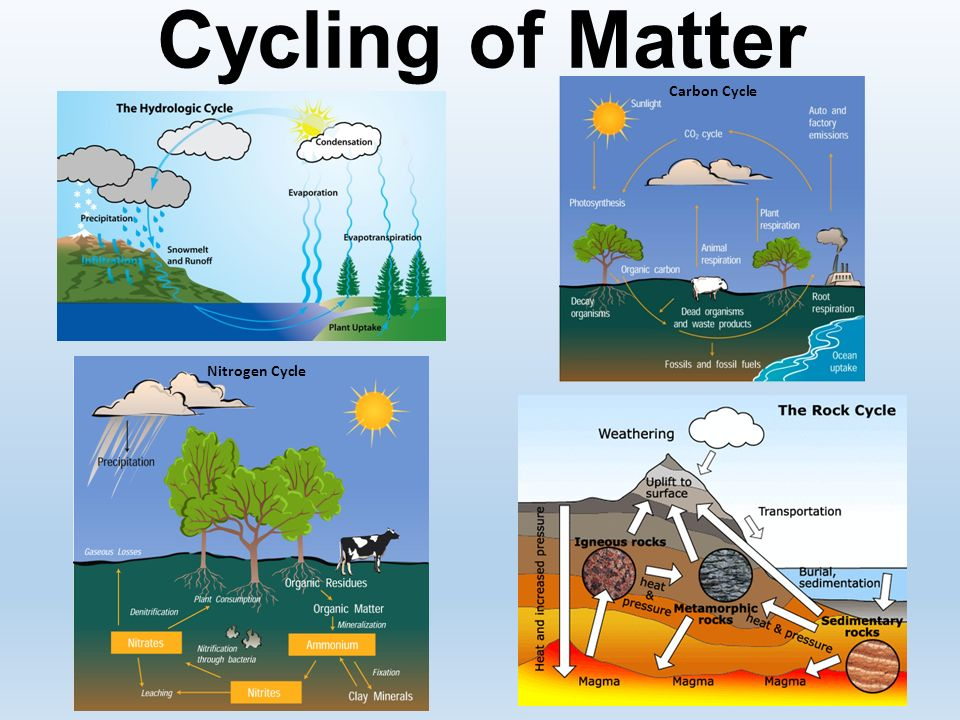 Cycling of Matter
The Hydrologic Cycle
Condensation
Evaporation
Precipitation
Evapotranspiration
Snowmelt
and Runoff
Infiltration
Plant Uptake
Carbon Cycle
Sunlight
Auto and
factory
emissions
CO2 cycle
Photosynthesis
Plant
respiration
Animal
respiration
Organic carbon
Decay
organisms
Dead organisms
and waste products
Root
respiration
Fossils and fossil fuels
Ocean
uptake
Nitrogen Cycle
Precipitation
Gaseous Losses
Organic Residues
Plant Consumption
Organic Matter
Denitrification
Mineralization
Nitrates
Nitrification
through bacteria
Ammonium
Fixation
Leaching
Nitrites
Clay Minerals
The Rock Cycle
Weathering
Uplift to
surface
Transportation
Heat and increased pressure
Igneous rocks
Burial,
sedimentation
heat
&
pressure
Metamorphic
rocks
heat & pressure
Sedimentary
rocks
Magma
Magma
Magma